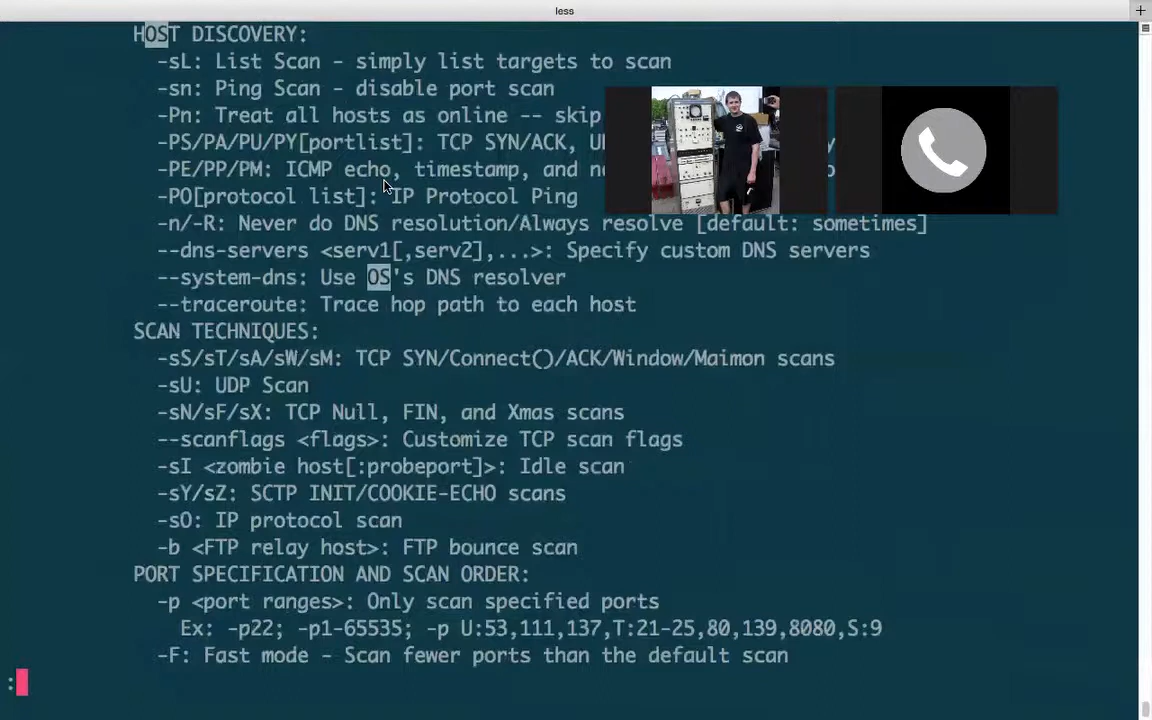 less
HOST DISCOVERY:
-sL: List Scan - simply list targets to scan
-sn: Ping Scan - disable port scan
-Pn: Treat all hosts as online -- skip
-PS/PA/PU/PY[portlist]: TCP SYN/ACK,
-PE/PP/PM: ICMP echo, timestamp, and
-PO[protocol list]: IP Protocol Ping
-n/-R: Never do DNS resolution/Always resolve [default: sometimes]
--dns-servers <serv1[,serv2],...>: Specify custom DNS servers
--system-dns: Use OS's DNS resolver
--traceroute: Trace hop path to each host
SCAN TECHNIQUES:
-sS/sT/sA/sW/sM: TCP SYN/Connect()/ACK/Window/Maimon scans
-sU: UDP Scan
-sN/sF/sX: TCP Null, FIN, and Xmas scans
--scanflags <flags>: Customize TCP scan flags
-sI <zombie host[:probeport]>: Idle scan
-sY/sZ: SCTP INIT/COOKIE-ECHO scans
-sO: IP protocol scan
-b <FTP relay host>: FTP bounce scan
PORT SPECIFICATION AND SCAN ORDER:
-p <port ranges>: Only scan specified ports
Ex: -p22; -p1-65535; -p U:53,111,137,T:21-25,80,139,8080,S:9
-F: Fast mode - Scan fewer ports than the default scan
: